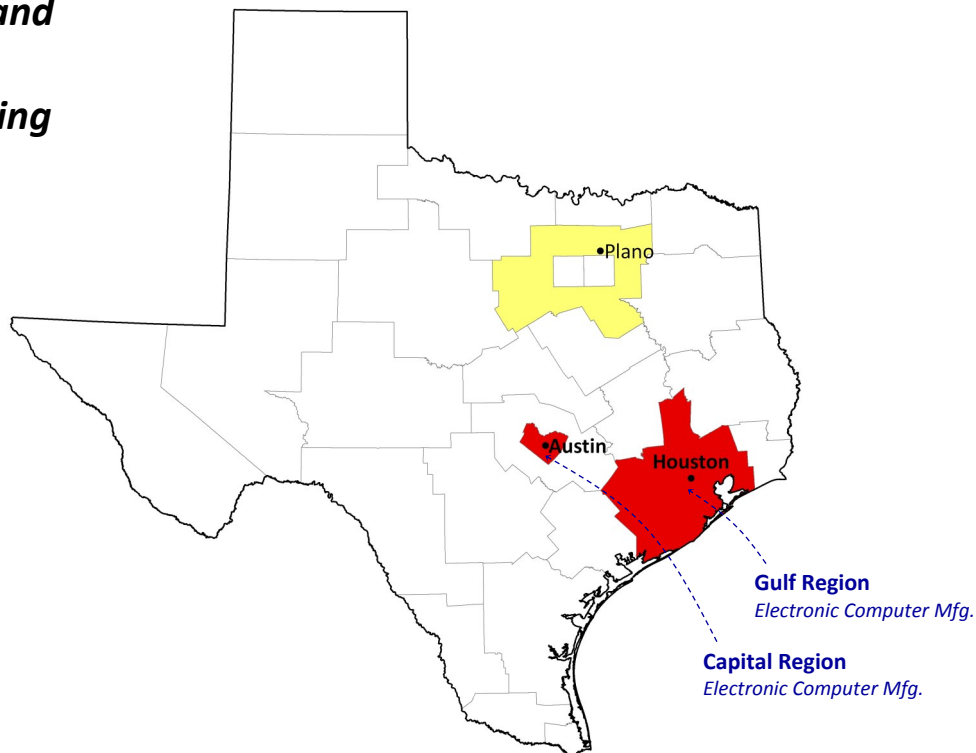 and
ing
Plano
Austin
Houston
Gulf Region
Electronic Computer Mfg.
Capital Region
Electronic Computer Mfg.